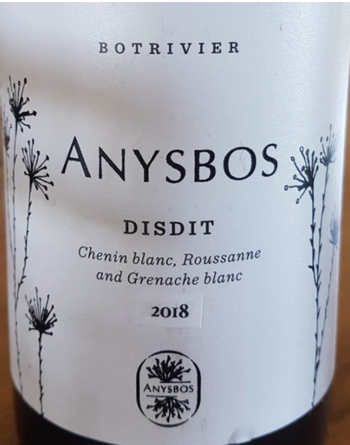 BOTRIVIER
ANYSBOS
DISDIT
Chenin blanc, Roussanne
and Grenache blanc
2018
ANYSBOS